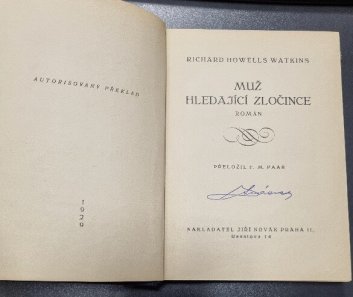 AUTORISOVANÝ PŘEKLAD
1929
RICHARD HOWELLS WATKINS
MUŽ
HLEDAJÍCÍ ZLOČINCE
ROMÁN
PŘELOŽIL F. M. PAAR
NAKLADATEL JIŘÍ NOVÁK PRAHA II,